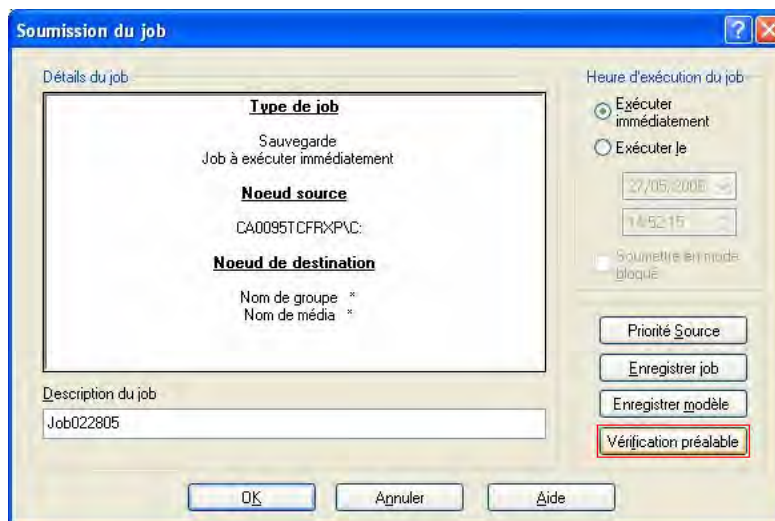 Soumission du job
Détails du job
Type de job
Sauvegarde
Job à exécuter immédiatement
Noeud source
CA0095TCFRXP\C:
Noeud de destination
Nom de groupe *
Nom de média *
Description du job
Job022805
Heure d'exécution du job
Exécuter
immédiatement
Exécuter le
27/05/2005
14:52:15
Soumettre en mode
bloqué
Priorité Source
Enregistrer job
Enregistrer modèle
Vérification préalable
OK
Annuler
Aide